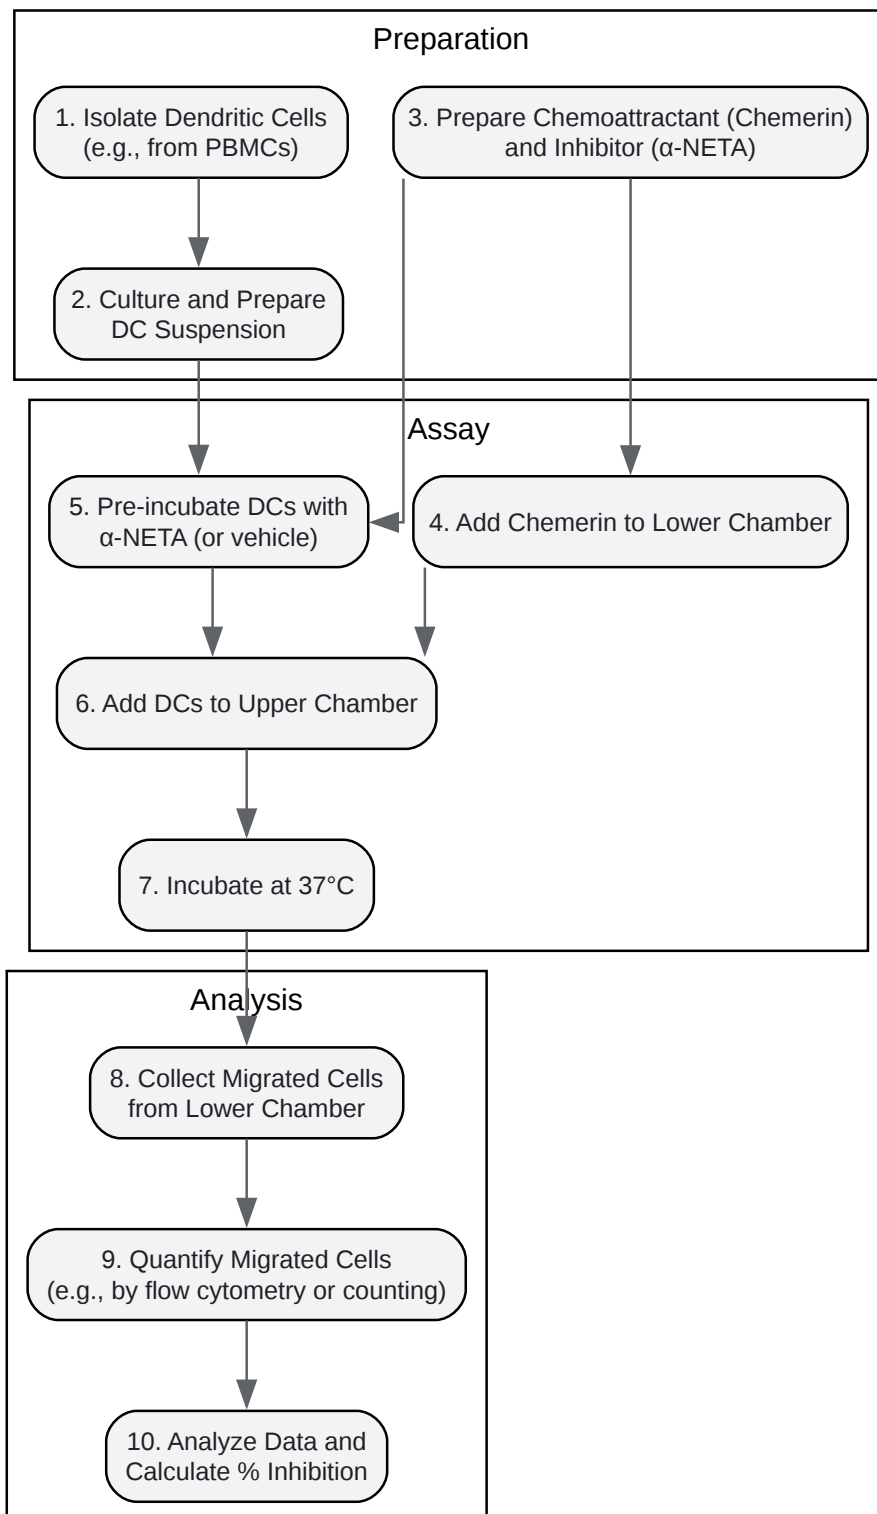 Preparation
1. Isolate Dendritic Cells
(e.g., from PBMCs)
3. Prepare Chemoattractant (Chemerin)
and Inhibitor (α-NETA)
2. Culture and Prepare
DC Suspension
Assay
5. Pre-incubate DCs with
α-NETA (or vehicle)
4. Add Chemerin to Lower Chamber
6. Add DCs to Upper Chamber
7. Incubate at 37°C
Analysis
8. Collect Migrated Cells
from Lower Chamber
9. Quantify Migrated Cells
(e.g., by flow cytometry or counting)
10. Analyze Data and
Calculate % Inhibition